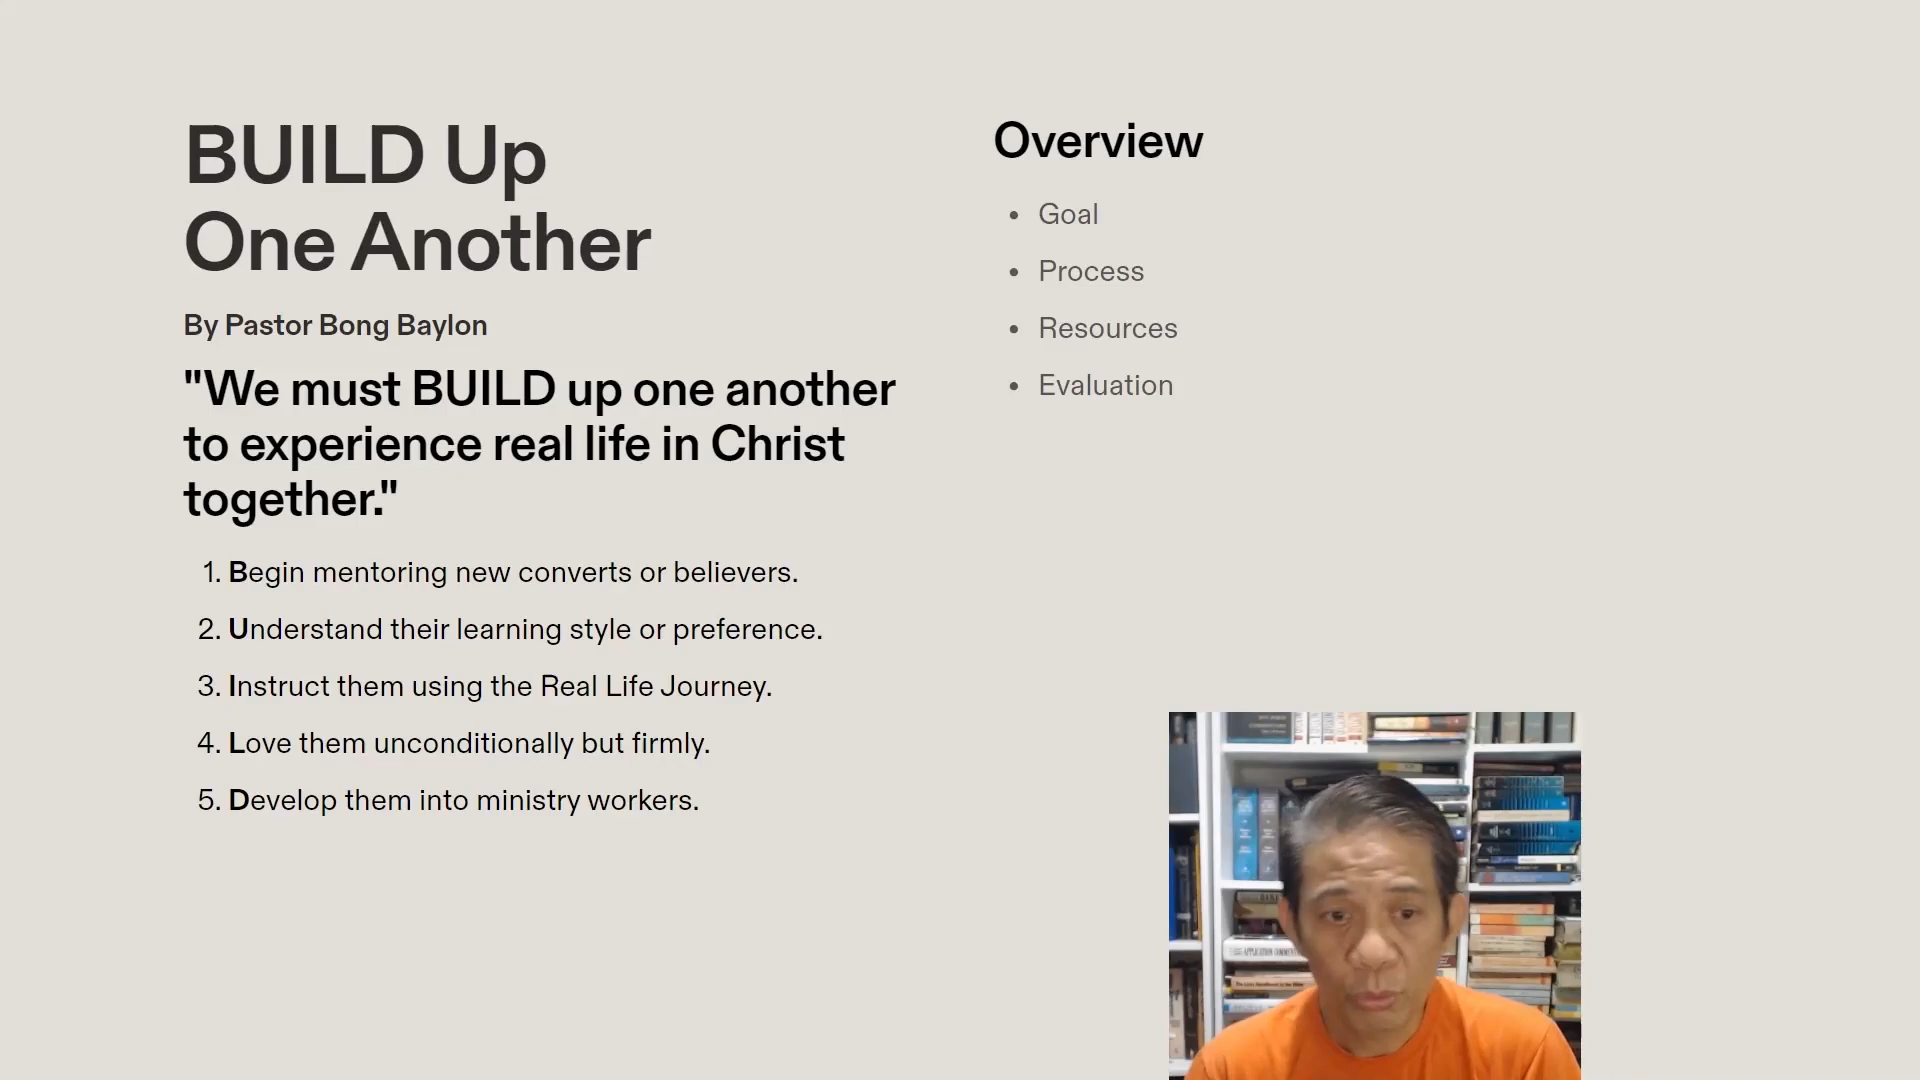 BUILD Up
One Another
By Pastor Bong Baylon
"We must BUILD up one another
to experience real life in Christ
together."
1. Begin mentoring new converts or believers.
2. Understand their learning style or preference.
3. Instruct them using the Real Life Journey.
4. Love them unconditionally but firmly.
5. Develop them into ministry workers.
Overview
• Goal
• Process
• Resources
• Evaluation